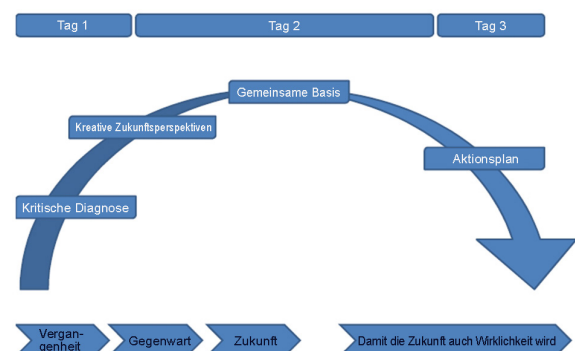 Tag 1
Tag 2
Tag 3
Gemeinsame Basis
Kreative Zukunftsperspektiven
Aktionsplan
Kritische Diagnose
Vergan-
genheit
Gegenwart
Zukunft
Damit die Zukunft auch Wirklichkeit wird